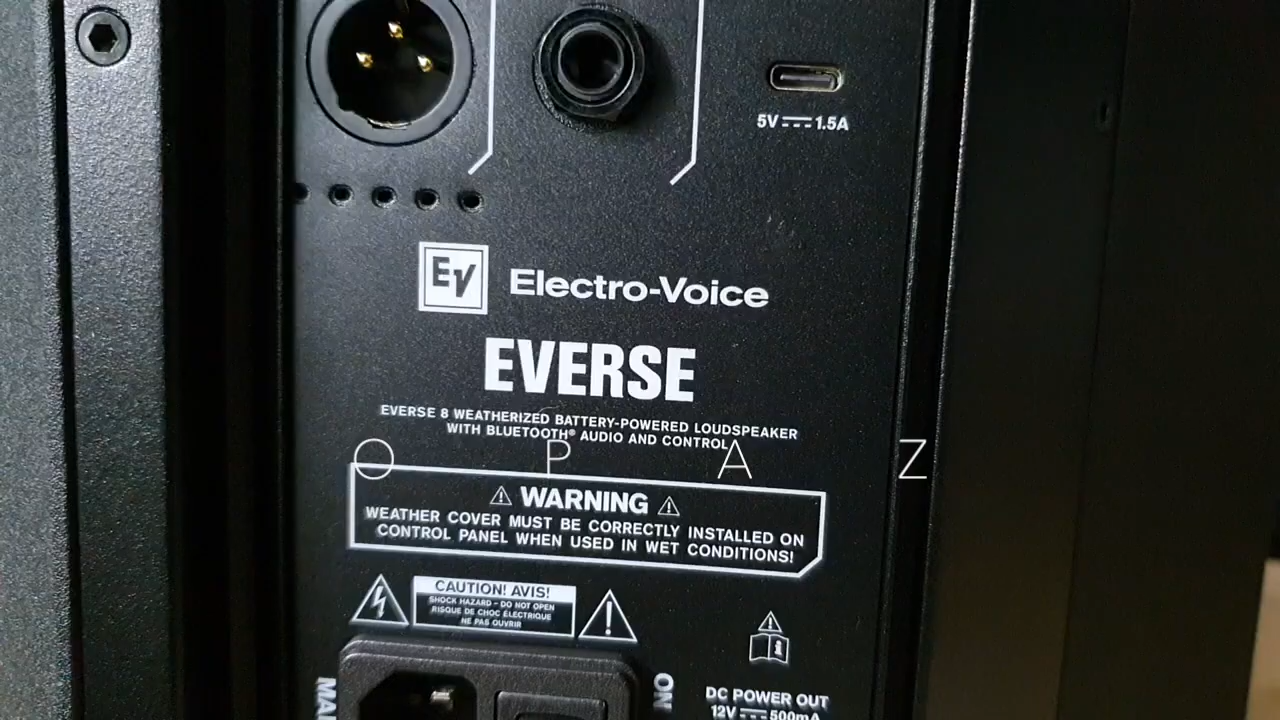 5V⎓1.5A
EV Electro-Voice
EVERSE
EVERSE 8 WEATHERIZED BATTERY-POWERED LOUDSPEAKER
WITH BLUETOOTH® AUDIO AND CONTROL
O P A Z
⚠ WARNING ⚠
WEATHER COVER MUST BE CORRECTLY INSTALLED ON
CONTROL PANEL WHEN USED IN WET CONDITIONS!
CAUTION! AVIS!
SHOCK HAZARD - DO NOT OPEN
RISQUE DE CHOC ÉLECTRIQUE
NE PAS OUVRIR
ON
DC POWER OUT
12V⎓500mA